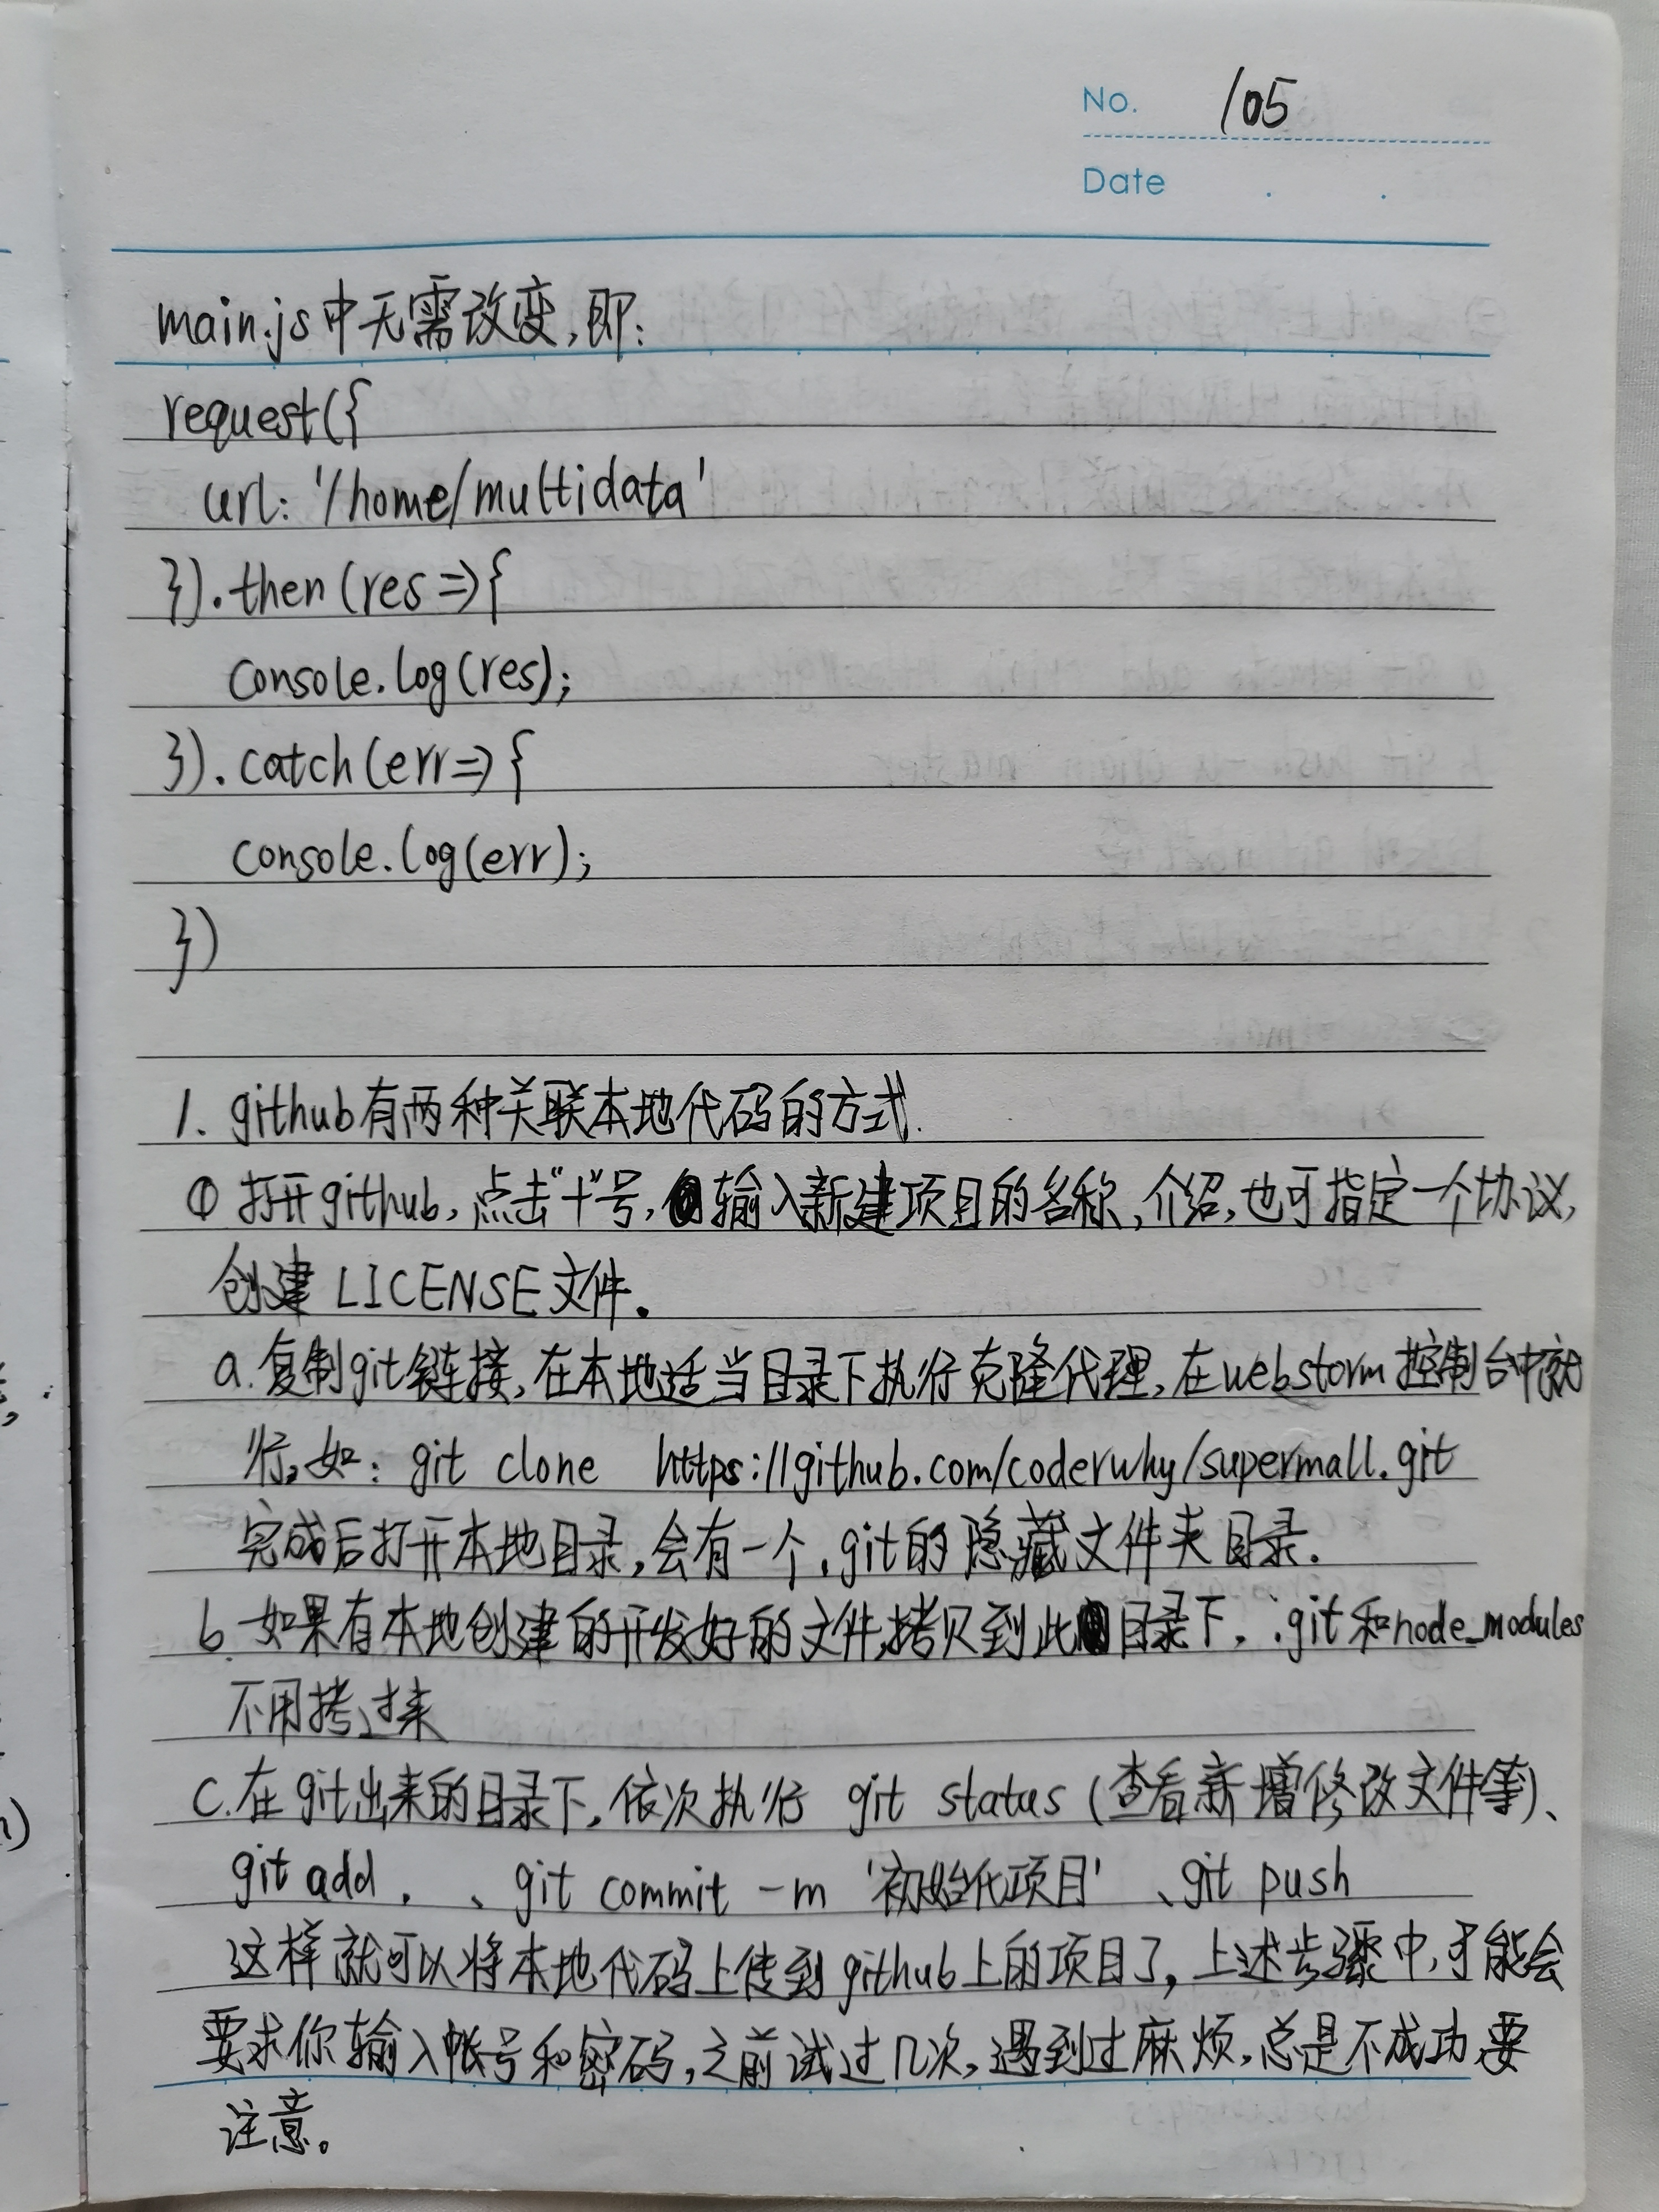 No. 105
Date . .
main.js中无需改变,即:
request({
url: '/home/multidata'
}).then(res=>{
console.log(res);
}).catch(err=>{
console.log(err);
})
1. github有两种关联本地代码的方式.
① 打开github,点击"+"号,输入新建项目的名称,介绍,也可指定一个协议,
创建 LICENSE文件。
a.复制git链接,在本地适当目录下执行克隆代理,在webstorm控制台中就
行,如: git clone https://github.com/coderwhy/supermall.git
完成后打开本地目录,会有一个.git的隐藏文件夹目录.
b.如果有本地创建的开发好的文件,拷贝到此目录下, .git和node_modules
不用拷过来
C.在git出来的目录下,依次执行 git status (查看新增修改文件等)、
git add . 、git commit -m '初始化项目' 、git push
这样就可以将本地代码上传到github上的项目了,上述步骤中,可能会
要求你输入帐号和密码,之前试过几次,遇到过麻烦,总是不成功,要
注意。